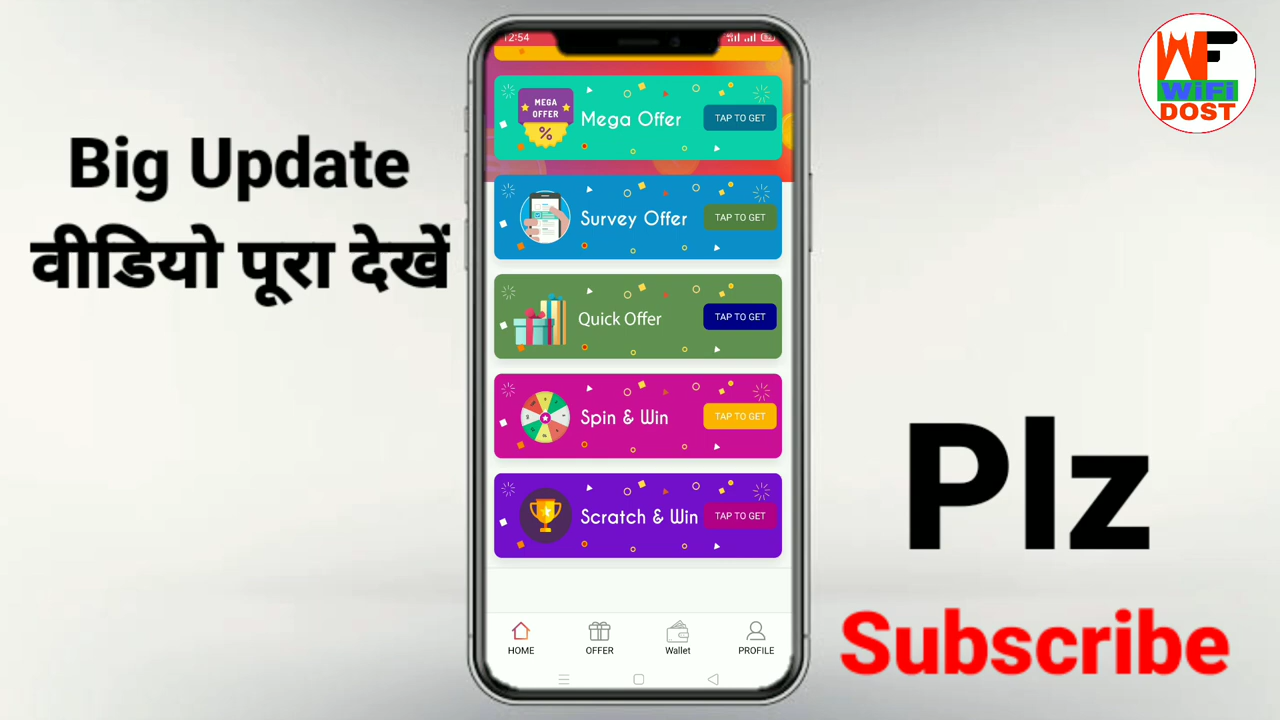 Big Update
वीडियो पूरा देखें
12:54
MEGA
OFFER
%
Mega Offer
TAP TO GET
Survey Offer
TAP TO GET
Quick Offer
TAP TO GET
Spin & Win
TAP TO GET
Scratch & Win
TAP TO GET
HOME
OFFER
Wallet
PROFILE
WF
WiFi
DOST
Plz
Subscribe